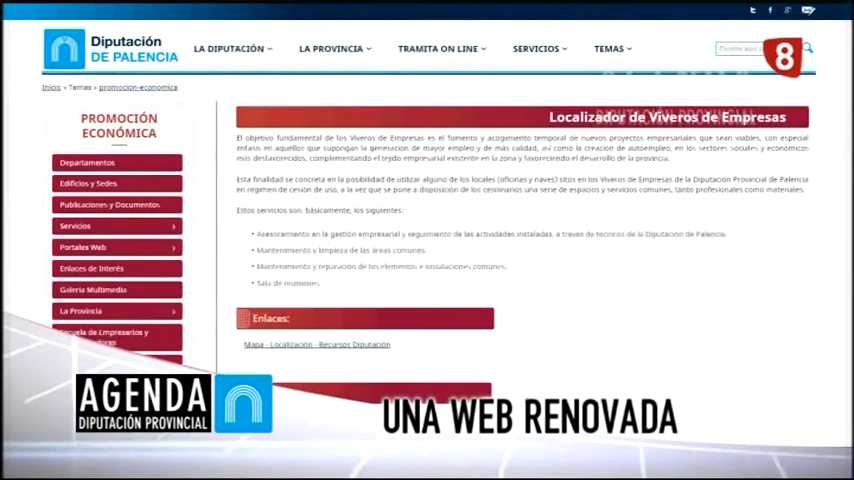 Diputación
DE PALENCIA
LA DIPUTACIÓN
LA PROVINCIA
TRAMITA ON LINE
SERVICIOS
TEMAS
Escribe aquí
8
Inicio » Temas » promocion-economica
PROMOCIÓN
ECONÓMICA
Departamentos
Edificios y Sedes
Publicaciones y Documentos
Servicios
Portales Web
Enlaces de Interés
Galería Multimedia
La Provincia
Escuela de Empresarios y
DIPUTACIÓN PROVINCIAL
Localizador de Viveros de Empresas
El objetivo fundamental de los Viveros de Empresas es el fomento y acogimiento temporal de nuevos proyectos empresariales que sean viables, con especial
énfasis en aquellos que supongan la generación de mayor empleo y de más calidad, así como la creación de autoempleo, en los sectores sociales y económicos
más desfavorecidos, complementando el tejido empresarial existente en la zona y favoreciendo el desarrollo de la provincia.
Esta finalidad se concreta en la posibilidad de utilizar alguno de los locales (oficinas y naves) sitos en los Viveros de Empresas de la Diputación Provincial de Palencia
en régimen de cesión de uso, a la vez que se pone a disposición de los cesionarios una serie de espacios y servicios comunes, tanto profesionales como materiales.
Estos servicios son, básicamente, los siguientes:
• Asesoramiento en la gestión empresarial y seguimiento de las actividades instaladas, a través de técnicos de la Diputación de Palencia.
• Mantenimiento y limpieza de las áreas comunes.
• Mantenimiento y reparación de los elementos e instalaciones comunes.
• Sala de reuniones.
Enlaces:
Mapa - Localización - Recursos Diputación
AGENDA
DIPUTACIÓN PROVINCIAL
UNA WEB RENOVADA